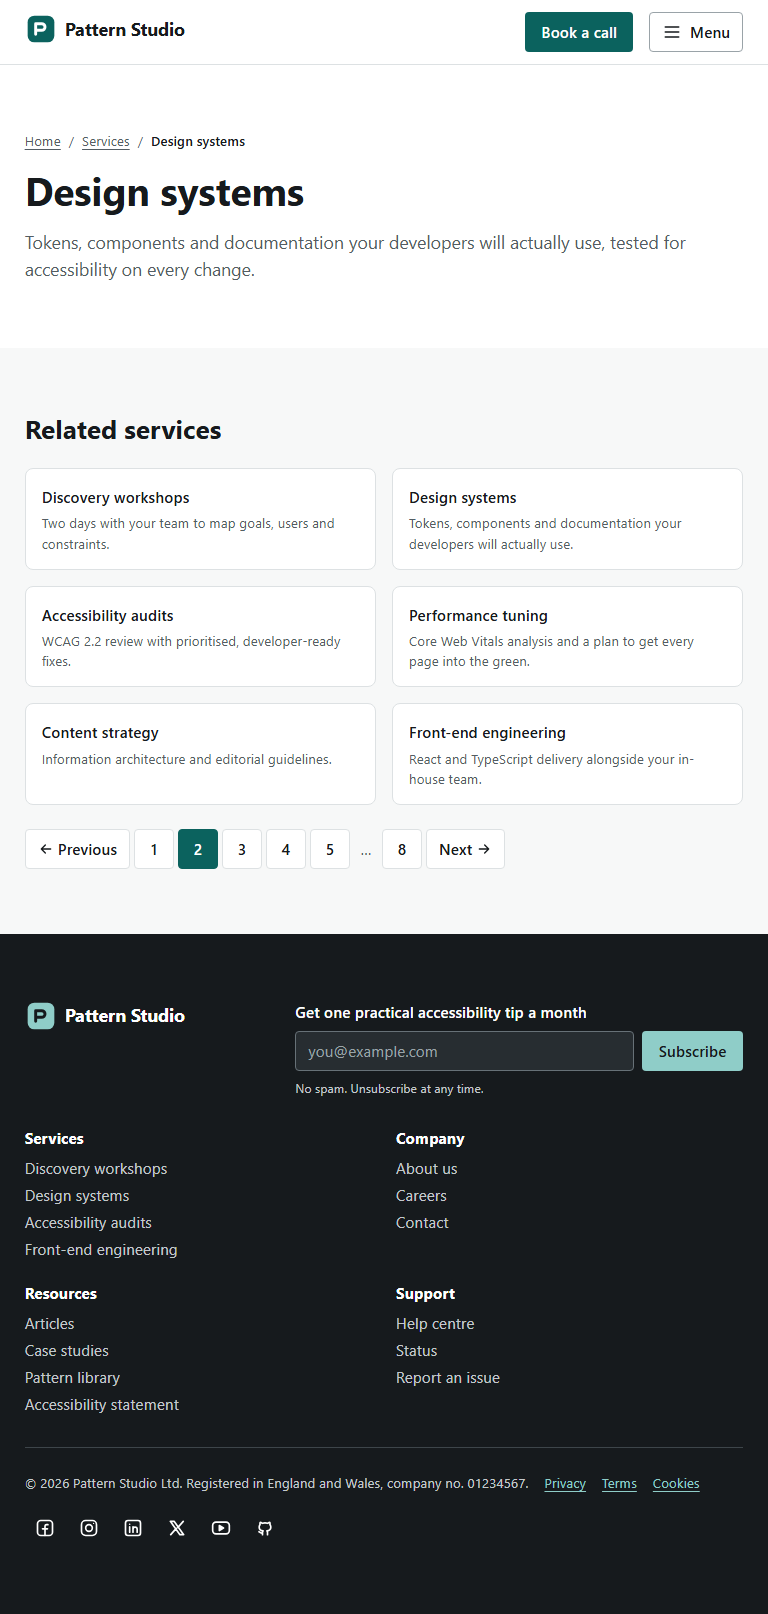 Pattern Studio
Book a call
Menu
Home / Services / Design systems
Design systems
Tokens, components and documentation your developers will actually use, tested for
accessibility on every change.
Related services
Discovery workshops
Two days with your team to map goals, users and
constraints.
Design systems
Tokens, components and documentation your
developers will actually use.
Accessibility audits
WCAG 2.2 review with prioritised, developer-ready
fixes.
Performance tuning
Core Web Vitals analysis and a plan to get every
page into the green.
Content strategy
Information architecture and editorial guidelines.
Front-end engineering
React and TypeScript delivery alongside your in-
house team.
← Previous 1 2 3 4 5 … 8 Next →
Pattern Studio
Get one practical accessibility tip a month
you@example.com
Subscribe
No spam. Unsubscribe at any time.
Services
Discovery workshops
Design systems
Accessibility audits
Front-end engineering
Company
About us
Careers
Contact
Resources
Articles
Case studies
Pattern library
Accessibility statement
Support
Help centre
Status
Report an issue
© 2026 Pattern Studio Ltd. Registered in England and Wales, company no. 01234567. Privacy Terms Cookies